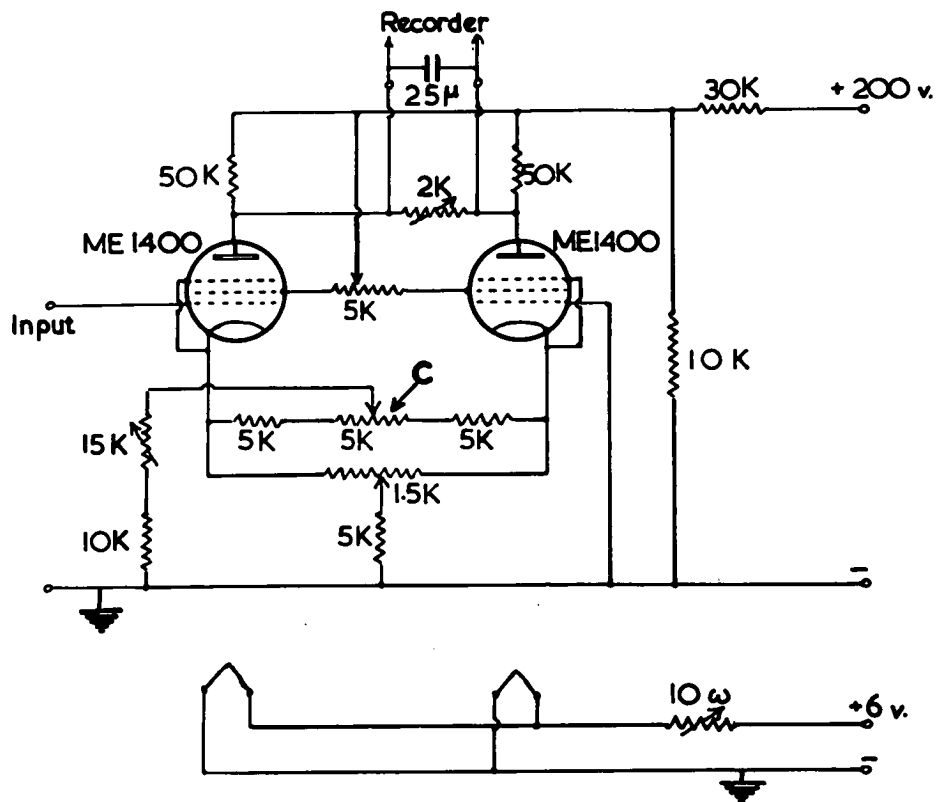 Recorder
25μ
30K
+200 v.
50K
2K
50K
ME1400
ME1400
Input
5K
10K
C
15K
5K
5K
5K
1.5K
10K
5K
-
10 ω
+6 v.
-